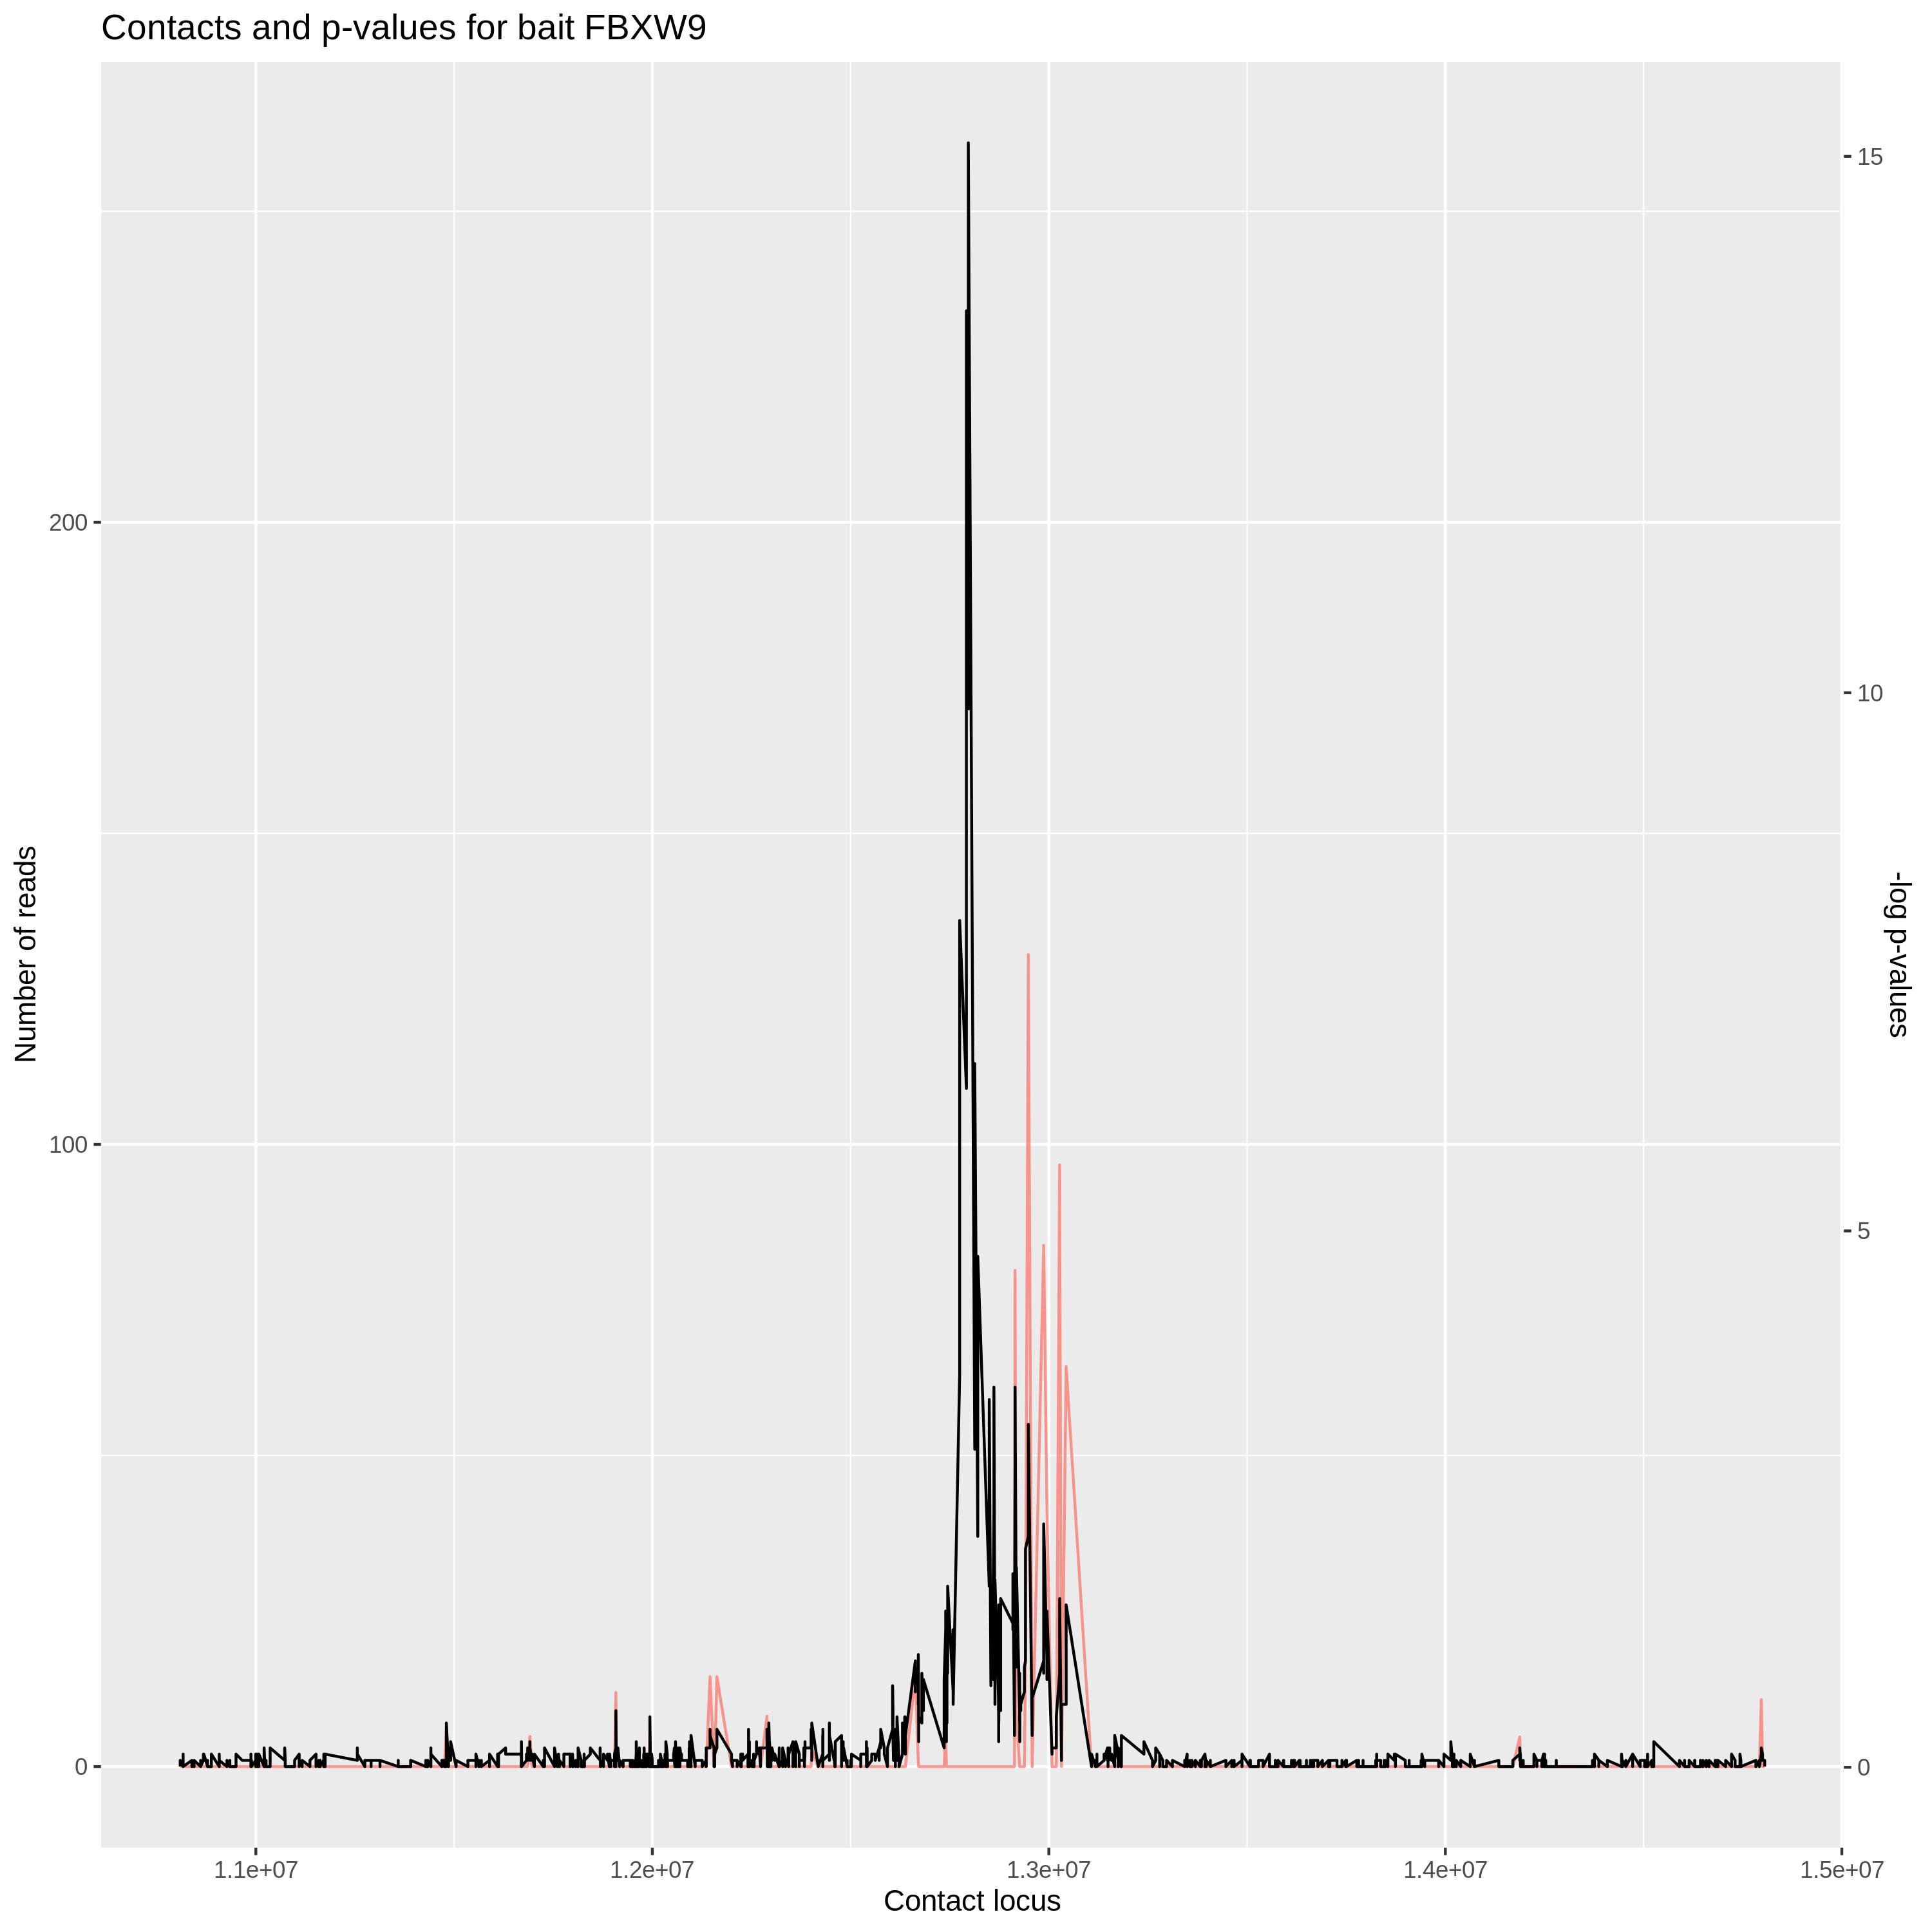 Contacts and p-values for bait FBXW9
Number of reads
200
100
0
15
10
5
0
-log p-values
1.1e+07
1.2e+07
1.3e+07
1.4e+07
1.5e+07
Contact locus